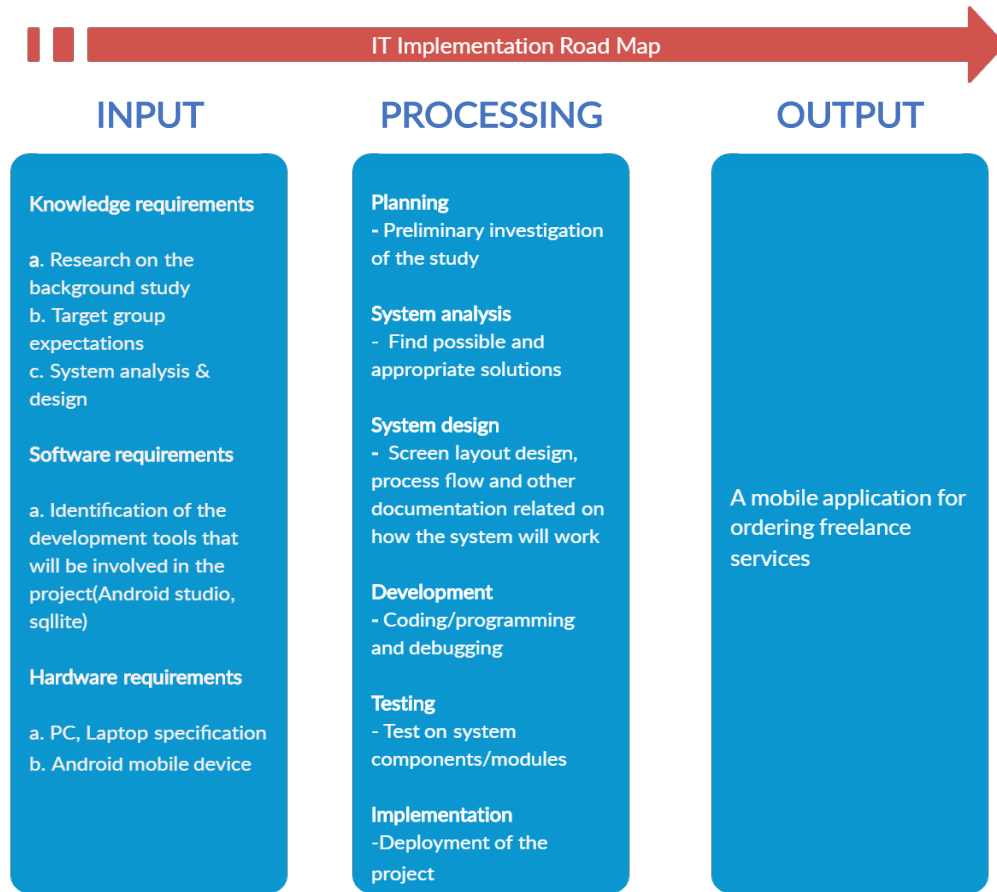 IT Implementation Road Map
INPUT
Knowledge requirements
a. Research on the
background study
b. Target group
expectations
c. System analysis &
design
Software requirements
a. Identification of the
development tools that
will be involved in the
project(Android studio,
sqllite)
Hardware requirements
a. PC, Laptop specification
b. Android mobile device
PROCESSING
Planning
- Preliminary investigation
of the study
System analysis
- Find possible and
appropriate solutions
System design
- Screen layout design,
process flow and other
documentation related on
how the system will work
Development
- Coding/programming
and debugging
Testing
- Test on system
components/modules
Implementation
-Deployment of the
project
OUTPUT
A mobile application for
ordering freelance
services